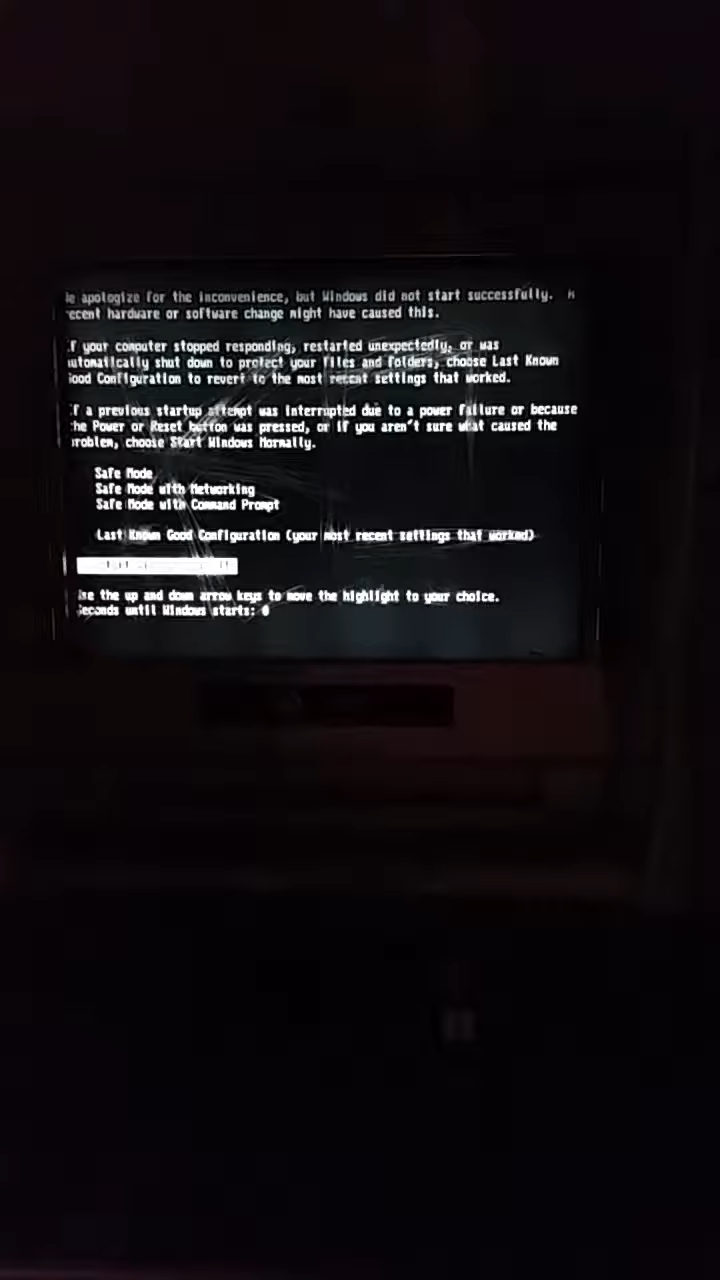 le apologize for the inconvenience, but Windows did not start successfully. A
ecent hardware or software change might have caused this.
If your computer stopped responding, restarted unexpectedly, or was
utomatically shut down to protect your files and folders, choose Last Known
Good Configuration to revert to the most recent settings that worked.
If a previous startup attempt was interrupted due to a power failure or because
he Power or Reset button was pressed, or if you aren't sure what caused the
roblem, choose Start Windows Normally.
Safe Mode
Safe Mode with Networking
Safe Mode with Command Prompt
Last Known Good Configuration (your most recent settings that worked)
se the up and down arrow keys to move the highlight to your choice.
Seconds until Windows starts: 0